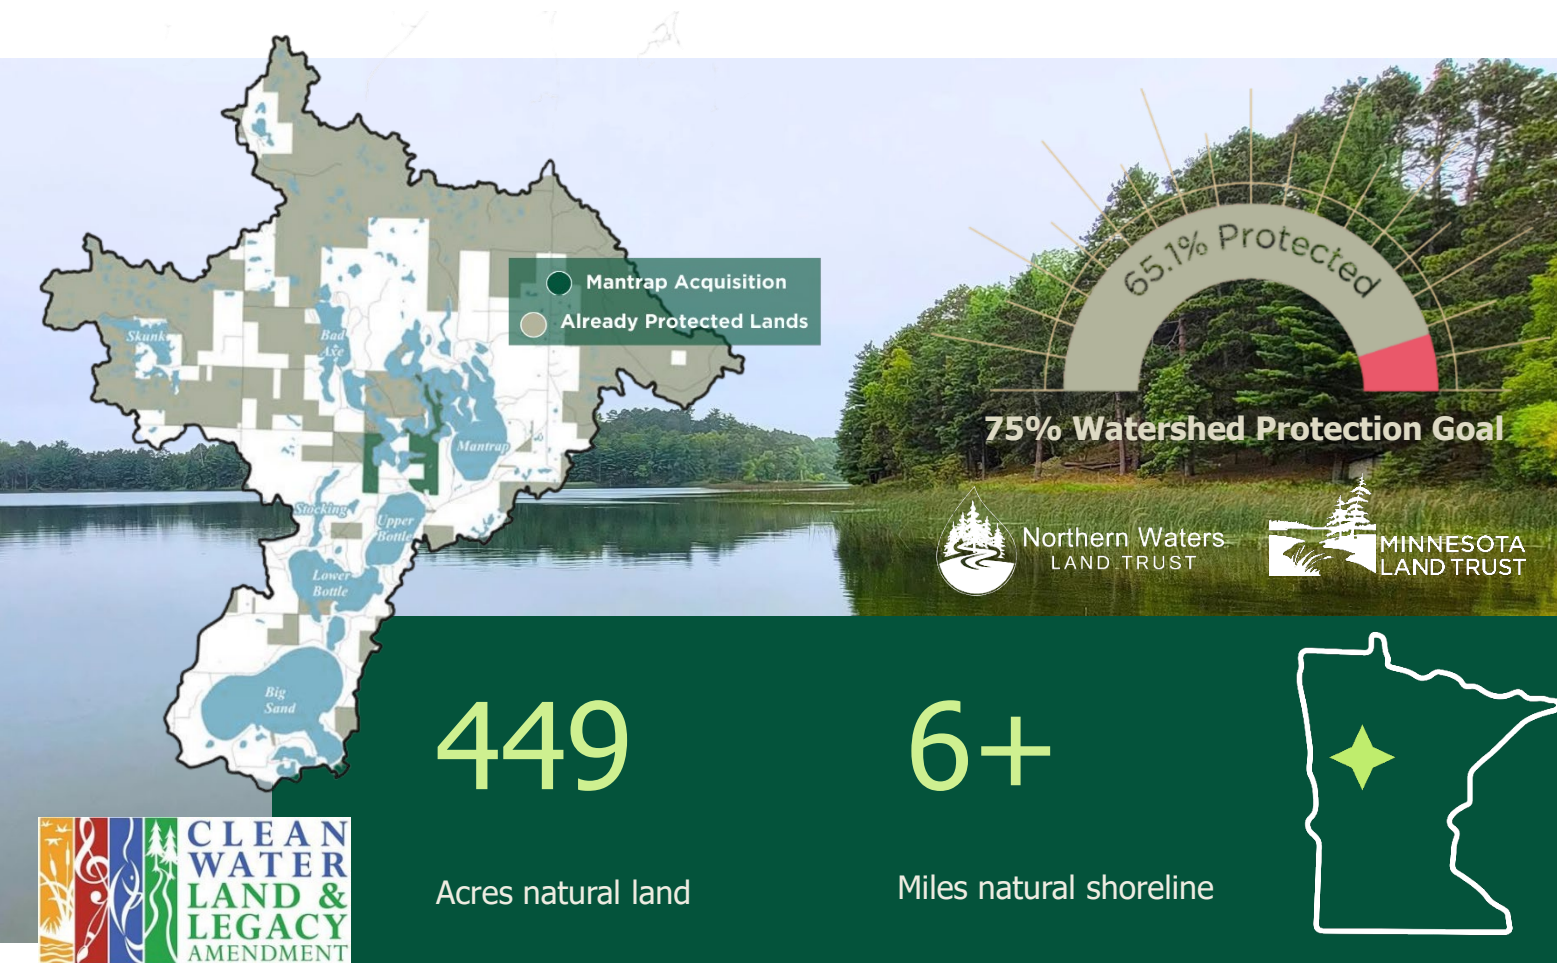 Mantrap Acquisition
Already Protected Lands
65.1% Protected
75% Watershed Protection Goal
Skunk
Bad
Axe
Mantrap
Stocking
Upper
Bottle
Lower
Bottle
Big
Sand
Northern Waters
LAND TRUST
MINNESOTA
LAND TRUST
449
Acres natural land
6+
Miles natural shoreline
CLEAN
WATER
LAND &
LEGACY
AMENDMENT